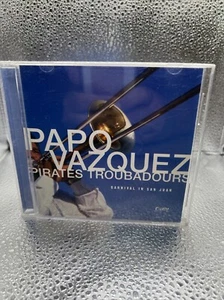 PAPO
VAZQUEZ
PIRATES TROUBADOURS
CARNIVAL IN SAN JUAN